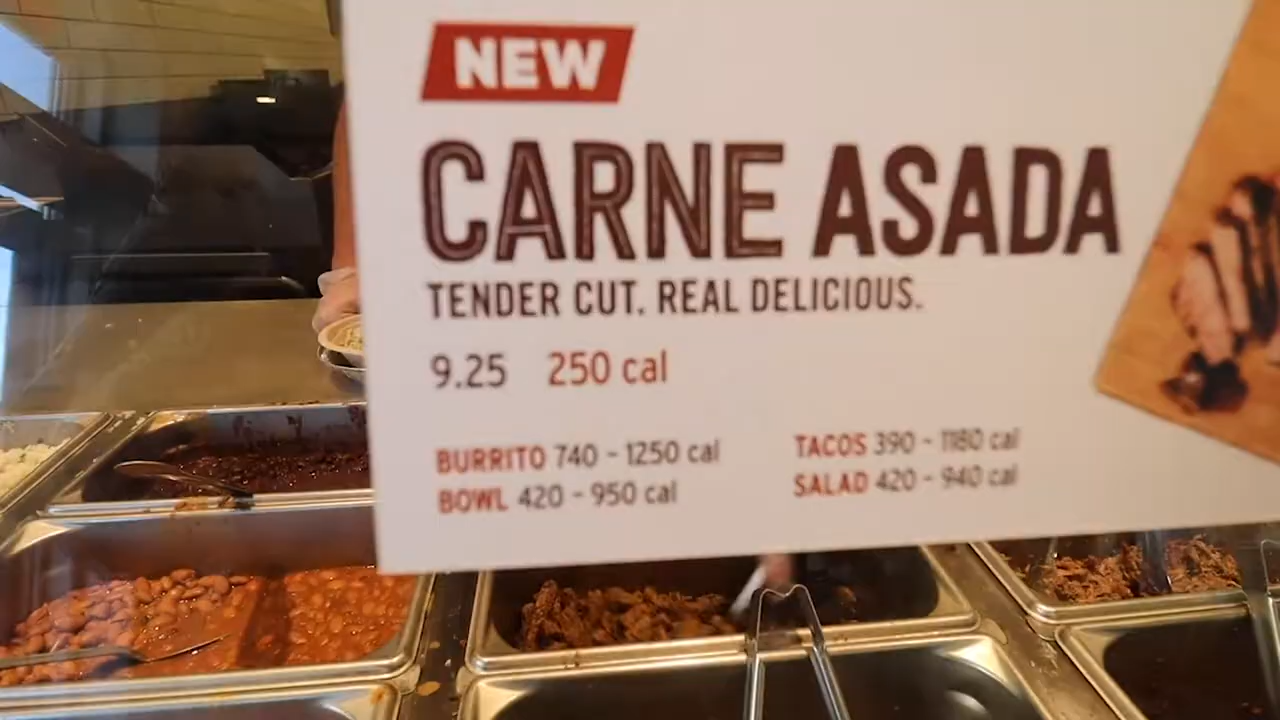 NEW
CARNE ASADA
TENDER CUT. REAL DELICIOUS.
9.25 250 cal
BURRITO 740 - 1250 cal
BOWL 420 - 950 cal
TACOS 390 - 1180 cal
SALAD 420 - 940 cal